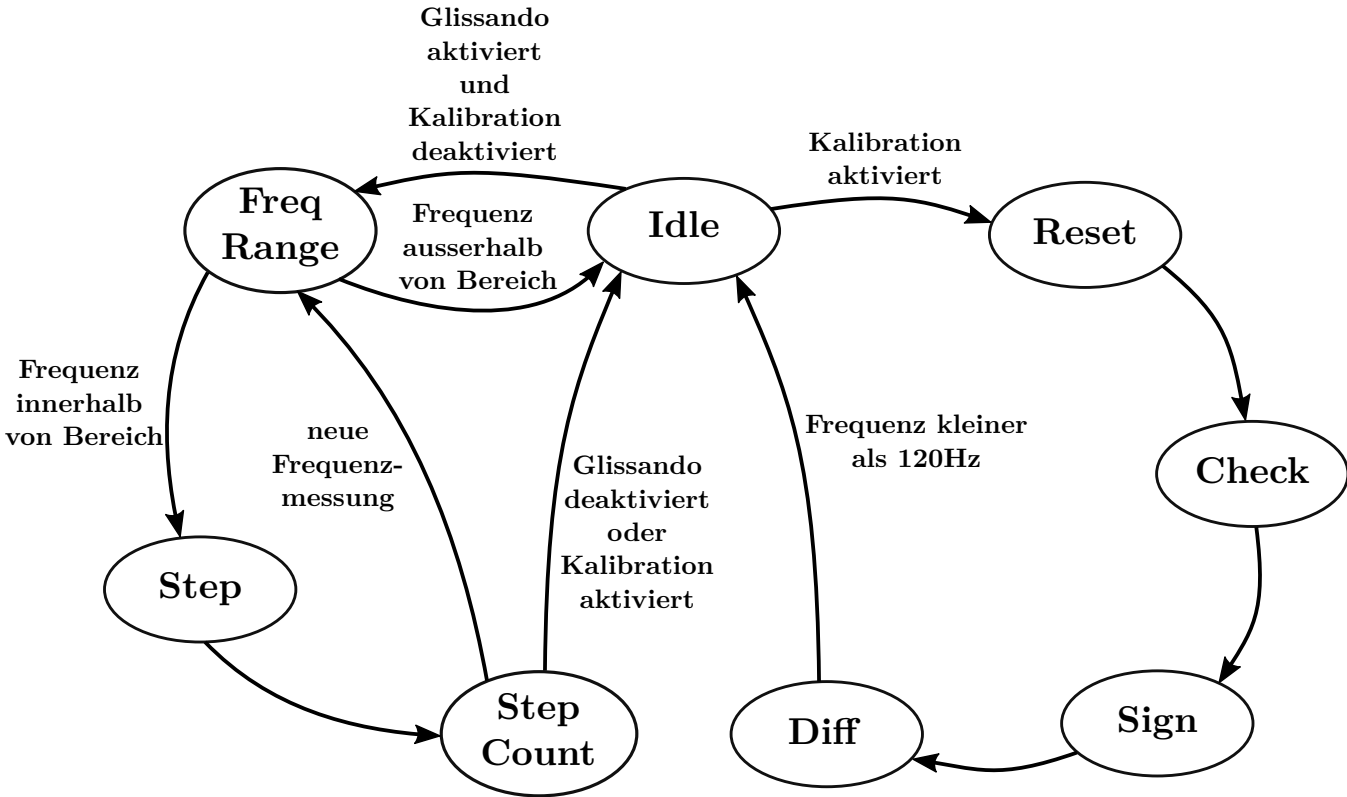 Glissando
aktiviert
und
Kalibration
deaktiviert
Kalibration
aktiviert
Freq
Range
Frequenz
ausserhalb
von Bereich
Idle
Reset
Frequenz
innerhalb
von Bereich
neue
Frequenz-
messung
Glissando
deaktiviert
oder
Kalibration
aktiviert
Frequenz kleiner
als 120Hz
Check
Step
Step
Count
Diff
Sign